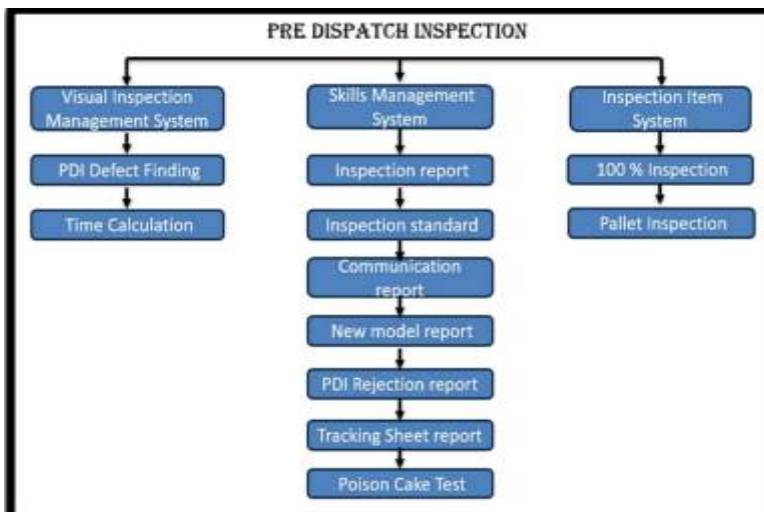 PRE DISPATCH INSPECTION
Visual Inspection
Management System
PDI Defect Finding
Time Calculation
Skills Management
System
Inspection report
Inspection standard
Communication
report
New model report
PDI Rejection report
Tracking Sheet report
Poison Cake Test
Inspection Item
System
100 % Inspection
Pallet Inspection